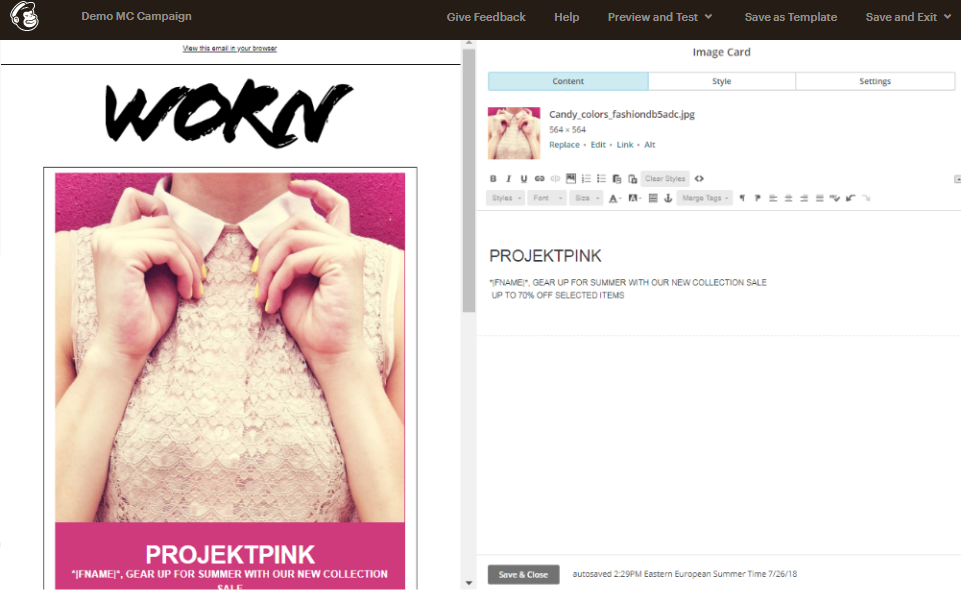 Demo MC Campaign
Give Feedback Help Preview and Test Save as Template Save and Exit
View this email in your browser
WORN
PROJEKTPINK
*|FNAME|*, GEAR UP FOR SUMMER WITH OUR NEW COLLECTION
SALE
Image Card
Content Style Settings
Candy_colors_fashiondb5adc.jpg
564 × 564
Replace • Edit • Link • Alt
B I U Clear Styles <>
Styles Font Size A A Merge Tags
PROJEKTPINK
*|FNAME|*, GEAR UP FOR SUMMER WITH OUR NEW COLLECTION SALE
UP TO 70% OFF SELECTED ITEMS
Save & Close autosaved 2:29PM Eastern European Summer Time 7/26/18